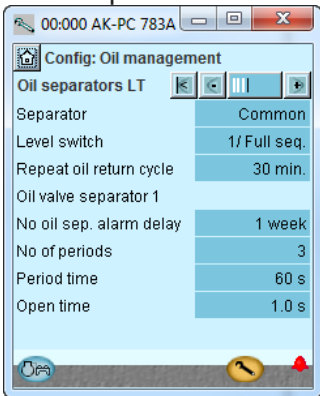 00:000 AK-PC 783A
Config: Oil management
Oil separators LT
Separator Common
Level switch 1/ Full seq.
Repeat oil return cycle 30 min.
Oil valve separator 1
No oil sep. alarm delay 1 week
No of periods 3
Period time 60 s
Open time 1.0 s